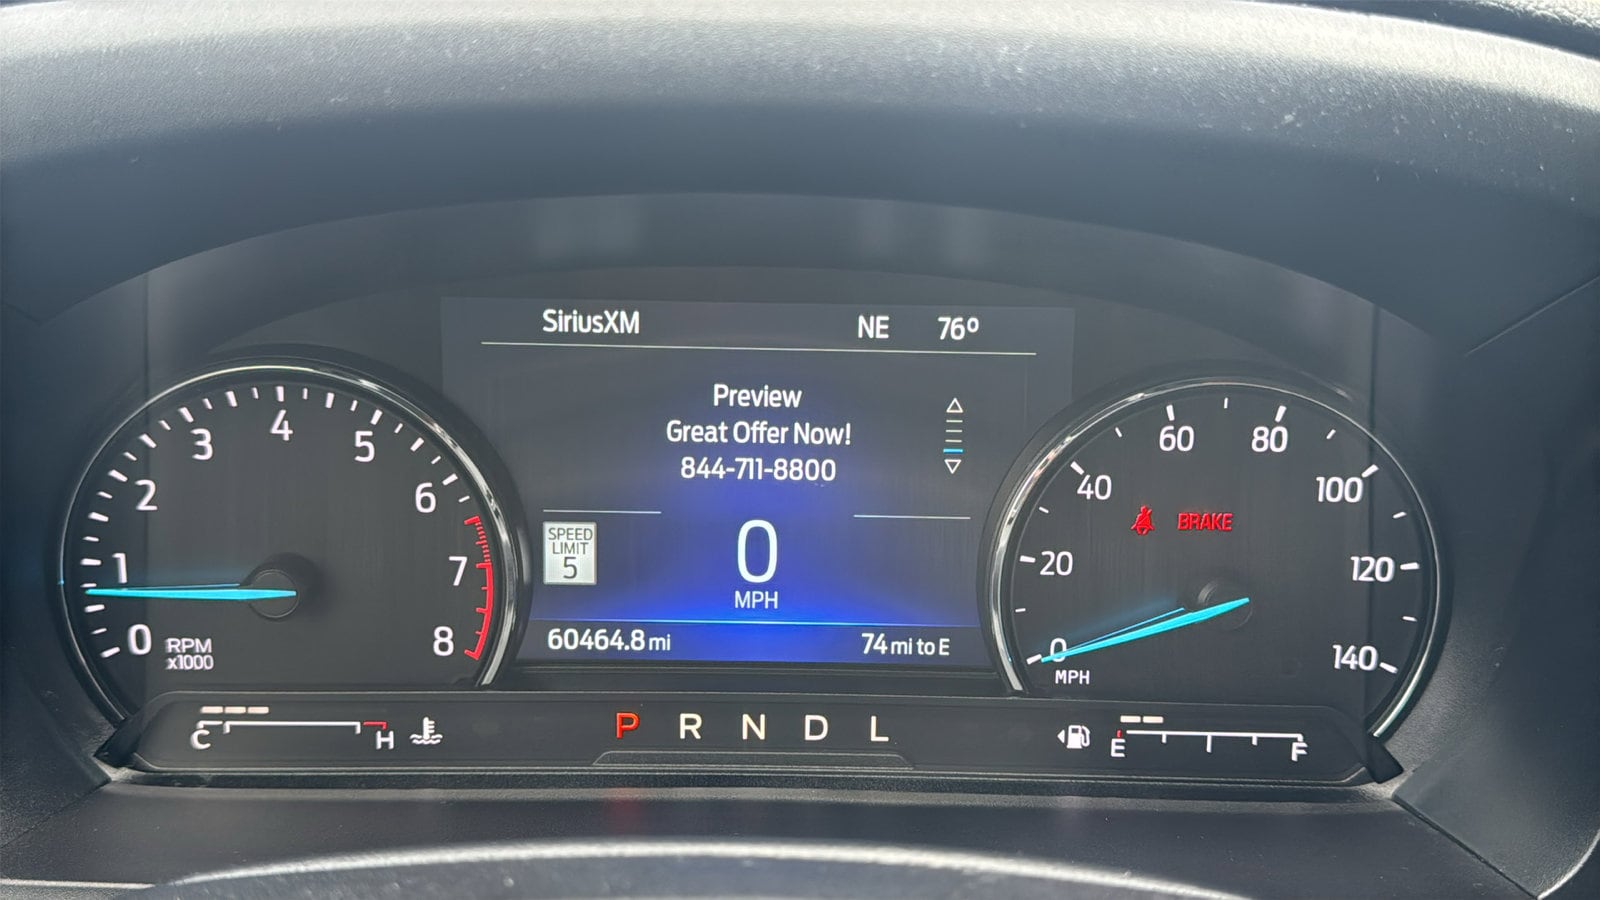 SiriusXM NE 76°
Preview
Great Offer Now!
844-711-8800
SPEED
LIMIT
5
0
MPH
60464.8 mi 74 mi to E
0 1 2 3 4 5 6 7 8
RPM
x1000
0 20 40 60 80 100 120 140
MPH
BRAKE
C H
P R N D L
E F